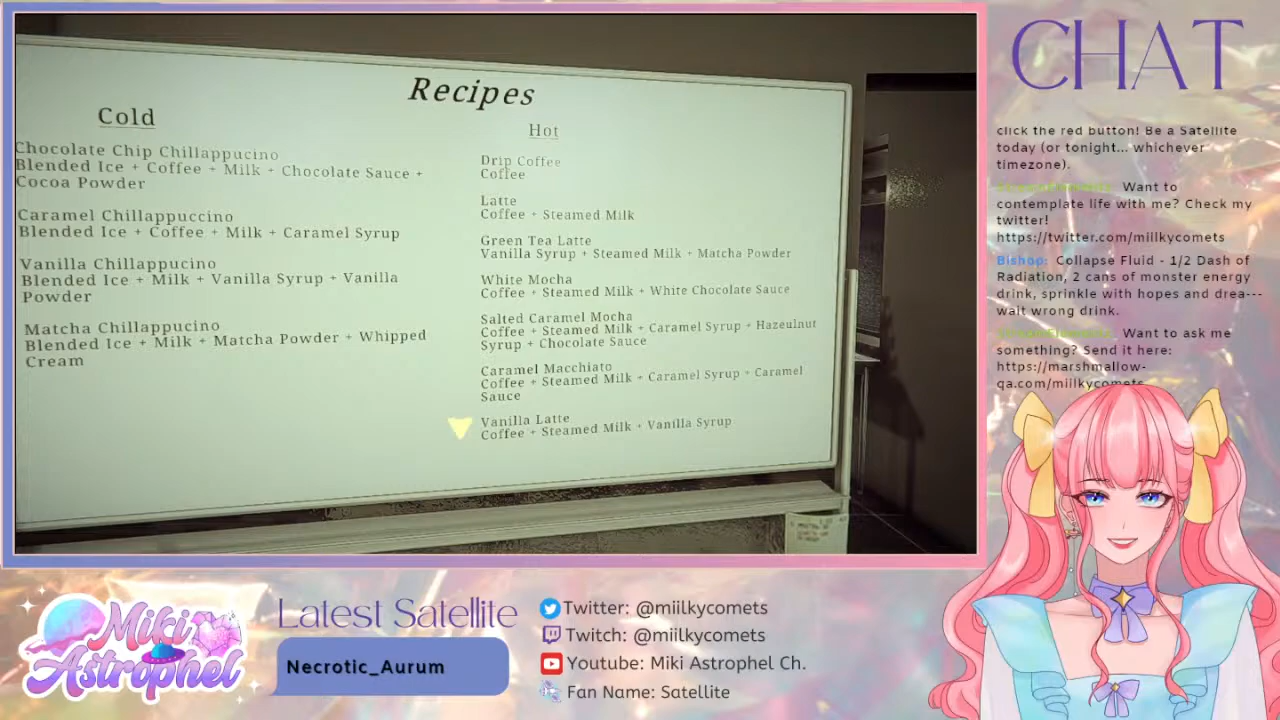 Recipes
Cold
Chocolate Chip Chillappucino
Blended Ice + Coffee + Milk + Chocolate Sauce +
Cocoa Powder
Caramel Chillappuccino
Blended Ice + Coffee + Milk + Caramel Syrup
Vanilla Chillappucino
Blended Ice + Milk + Vanilla Syrup + Vanilla
Powder
Matcha Chillappucino
Blended Ice + Milk + Matcha Powder + Whipped
Cream
Hot
Drip Coffee
Coffee
Latte
Coffee + Steamed Milk
Green Tea Latte
Vanilla Syrup + Steamed Milk + Matcha Powder
White Mocha
Coffee + Steamed Milk + White Chocolate Sauce
Salted Caramel Mocha
Coffee + Steamed Milk + Caramel Syrup + Hazeulnut
Syrup + Chocolate Sauce
Caramel Macchiato
Coffee + Steamed Milk + Caramel Syrup + Caramel
Sauce
Vanilla Latte
Coffee + Steamed Milk + Vanilla Syrup
CHAT
click the red button! Be a Satellite
today (or tonight... whichever
timezone).
Want to
contemplate life with me? Check my
twitter!
https://twitter.com/miilkycomets
Bishop: Collapse Fluid - 1/2 Dash of
Radiation, 2 cans of monster energy
drink, sprinkle with hopes and drea---
wait wrong drink.
Want to ask me
something? Send it here:
https://marshmallow-
qa.com/miilkycomets
Miki
Astrophel
Latest Satellite
Necrotic_Aurum
Twitter: @miilkycomets
Twitch: @miilkycomets
Youtube: Miki Astrophel Ch.
Fan Name: Satellite